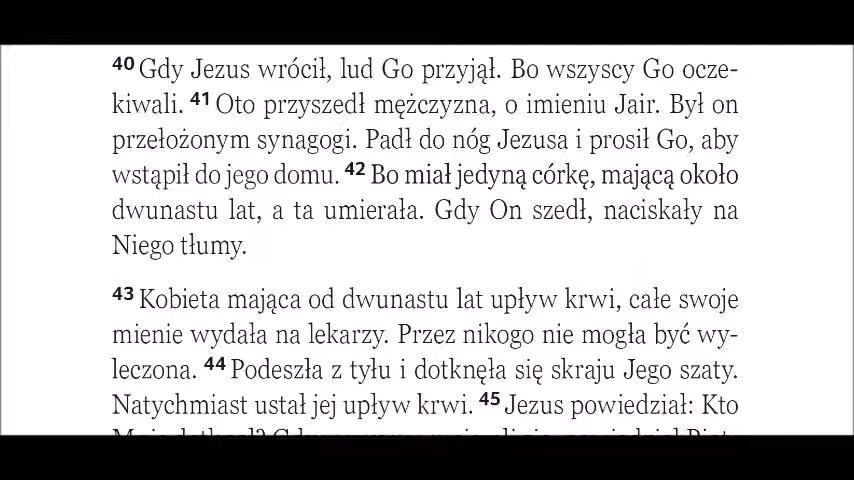 40 Gdy Jezus wrócił, lud Go przyjął. Bo wszyscy Go ocze-
kiwali. 41 Oto przyszedł mężczyzna, o imieniu Jair. Był on
przełożonym synagogi. Padł do nóg Jezusa i prosił Go, aby
wstąpił do jego domu. 42 Bo miał jedyną córkę, mającą około
dwunastu lat, a ta umierała. Gdy On szedł, naciskały na
Niego tłumy.
43 Kobieta mająca od dwunastu lat upływ krwi, całe swoje
mienie wydała na lekarzy. Przez nikogo nie mogła być wy-
leczona. 44 Podeszła z tyłu i dotknęła się skraju Jego szaty.
Natychmiast ustał jej upływ krwi. 45 Jezus powiedział: Kto